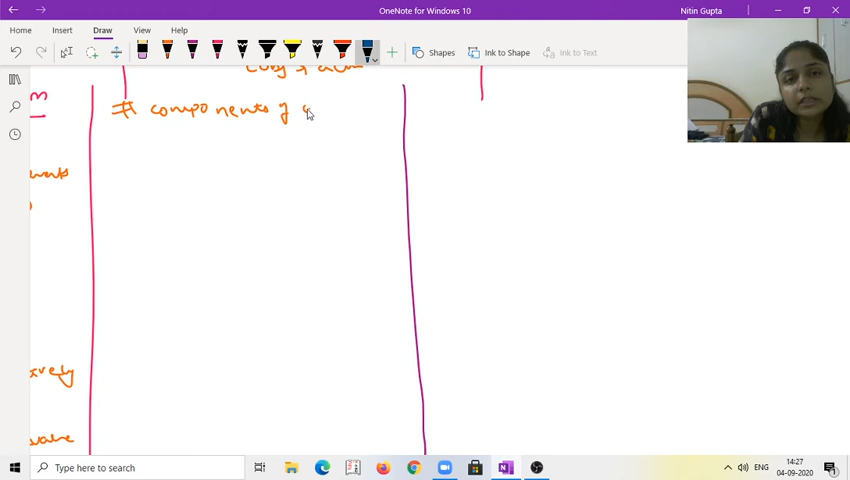 OneNote for Windows 10
Nitin Gupta
Home Insert Draw View Help
Shapes Ink to Shape Ink to Text
# components of
Type here to search
ENG
14:27
04-09-2020
1